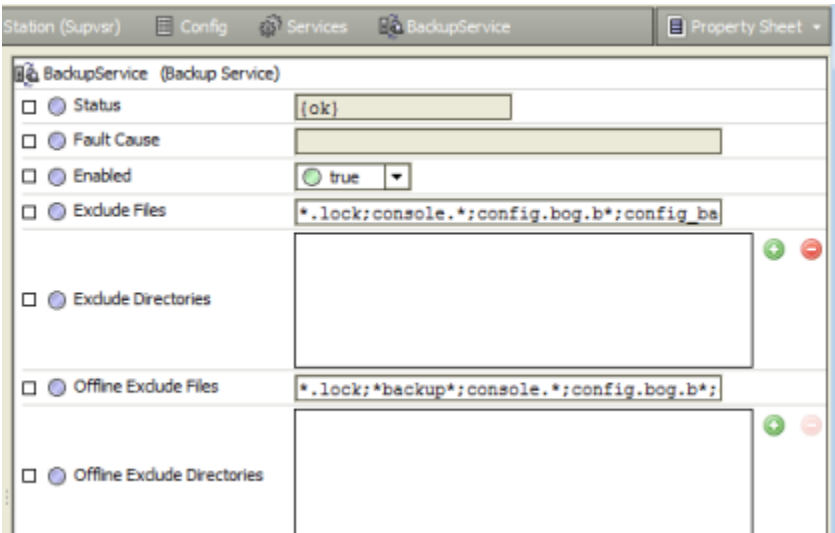 Station (Supvsr) Config Services BackupService Property Sheet
BackupService (Backup Service)
Status {ok}
Fault Cause
Enabled true
Exclude Files *.lock;console.*;config.bog.b*;config_ba
Exclude Directories
Offline Exclude Files *.lock;*backup*;console.*;config.bog.b*;
Offline Exclude Directories